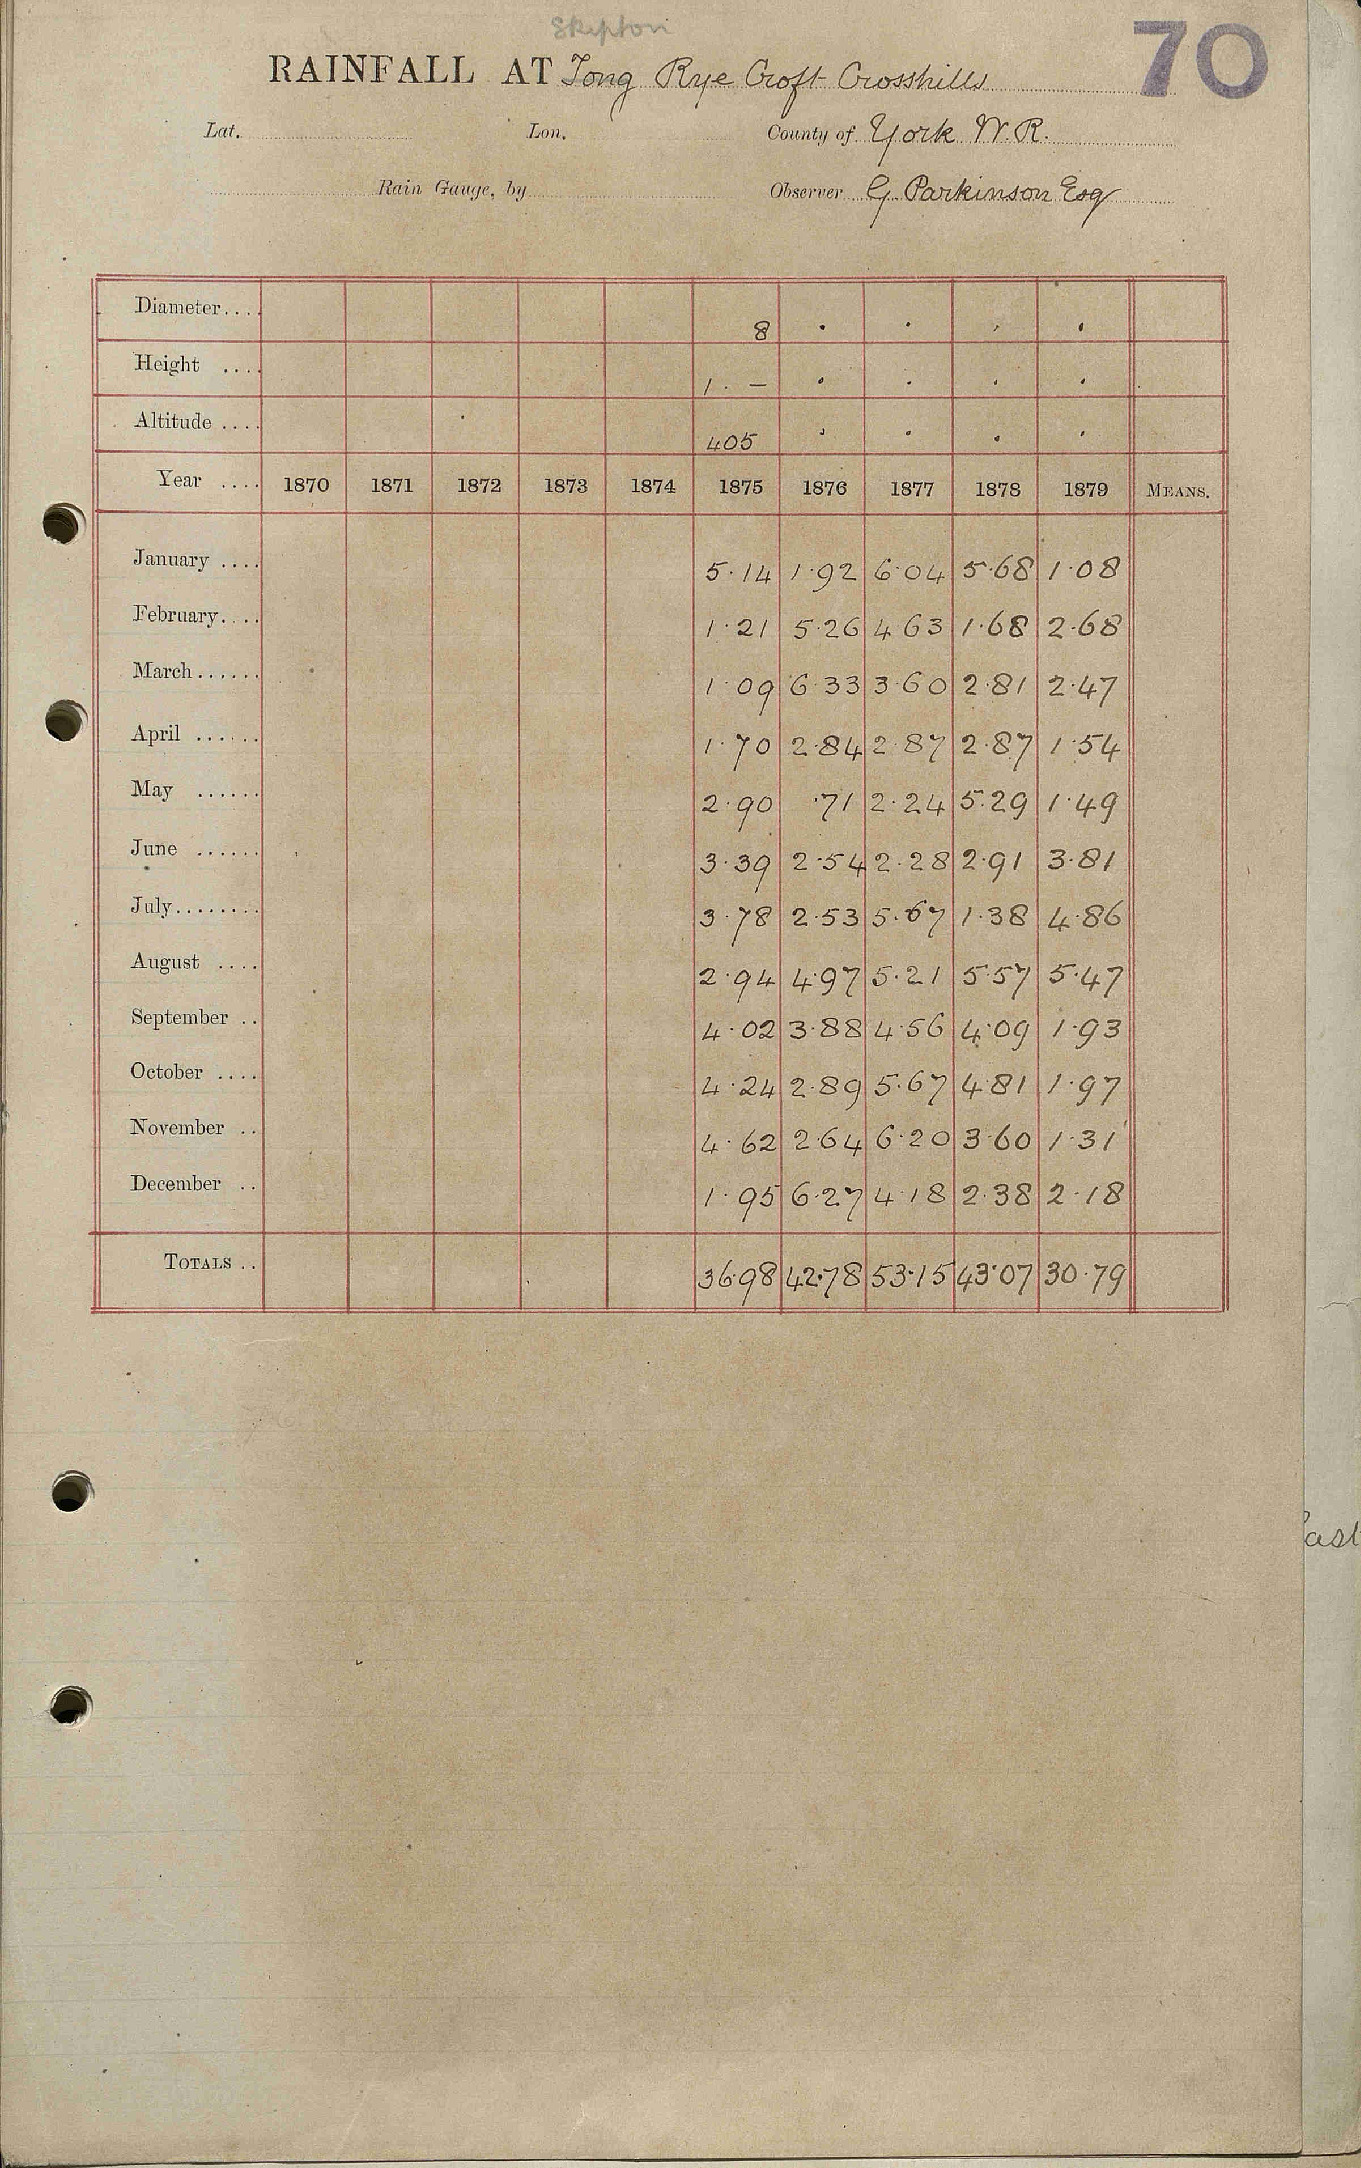 Skipton
70
RAINFALL AT Tong Rye Croft Crosshills
Lat. Lon. County of York W.R.
Rain Gauge, by Observer G. Parkinson Esq
Diameter.... 8 · · · ·
Height .... 1 · – · · · ·
Altitude .... 405 · · · ·
Year .... 1870 1871 1872 1873 1874 1875 1876 1877 1878 1879 MEANS.
January .... 5·14 1·92 6·04 5·68 1·08
February.... 1·21 5·26 4·63 1·68 2·68
March...... 1·09 6·33 3·60 2·81 2·47
April ...... 1·70 2·84 2·87 2·87 1·54
May ...... 2·90 ·71 2·24 5·29 1·49
June ...... 3·39 2·54 2·28 2·91 3·81
July........ 3·78 2·53 5·67 1·38 4·86
August .... 2·94 4·97 5·21 5·57 5·47
September .. 4·02 3·88 4·56 4·09 1·93
October .... 4·24 2·89 5·67 4·81 1·97
November .. 4·62 2·64 6·20 3·60 1·31
December .. 1·95 6·27 4·18 2·38 2·18
TOTALS .. 36·98 42·78 53·15 43·07 30·79